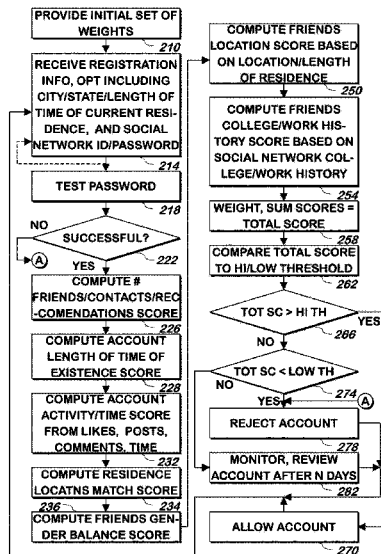 PROVIDE INITIAL SET OF
WEIGHTS
210
RECEIVE REGISTRATION
INFO, OPT INCLUDING
CITY/STATE/LENGTH OF
TIME OF CURRENT RESI-
DENCE, AND SOCIAL
NETWORK ID/PASSWORD
214
TEST PASSWORD
218
NO
SUCCESSFUL?
A
YES
222
COMPUTE #
FRIENDS/CONTACTS/REC
-COMENDATIONS SCORE
226
COMPUTE ACCOUNT
LENGTH OF TIME OF
EXISTENCE SCORE
228
COMPUTE ACCOUNT
ACTIVITY/TIME SCORE
FROM LIKES, POSTS,
COMMENTS, TIME
232
COMPUTE RESIDENCE
LOCATNS MATCH SCORE
236
234
COMPUTE FRIENDS GEN-
DER BALANCE SCORE
COMPUTE FRIENDS
LOCATION SCORE BASED
ON LOCATION/LENGTH
OF RESIDENCE
250
COMPUTE FRIENDS
COLLEGE/WORK HIS-
TORY SCORE BASED ON
SOCIAL NETWORK COL-
LEGE/WORK HISTORY
254
WEIGHT, SUM SCORES =
TOTAL SCORE
258
COMPARE TOTAL SCORE
TO HI/LOW THRESHOLD
262
TOT SC > HI TH
YES
NO
266
TOT SC < LOW TH
NO
YES
274
A
REJECT ACCOUNT
278
MONITOR, REVIEW
ACCOUNT AFTER N DAYS
282
ALLOW ACCOUNT
270